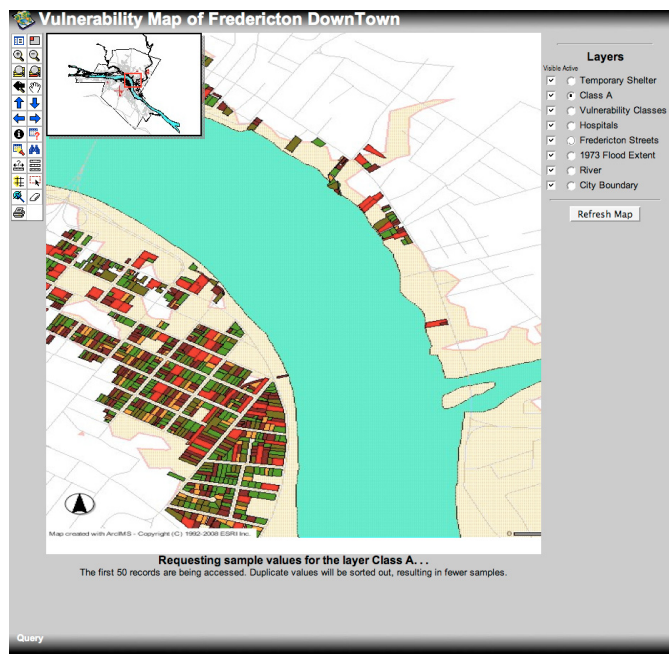 Vulnerability Map of Fredericton DownTown
Layers
Visible Active
Temporary Shelter
Class A
Vulnerability Classes
Hospitals
Fredericton Streets
1973 Flood Extent
River
City Boundary
Refresh Map
Map created with ArcIMS - Copyright (C) 1992-2008 ESRI Inc.
0
Requesting sample values for the layer Class A. . .
The first 50 records are being accessed. Duplicate values will be sorted out, resulting in fewer samples.
Query